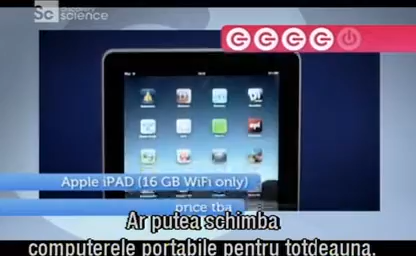 Sc science
Apple iPAD (16 GB WiFi only)
price tba
Ar putea schimba
computerele portabile pentru totdeauna.